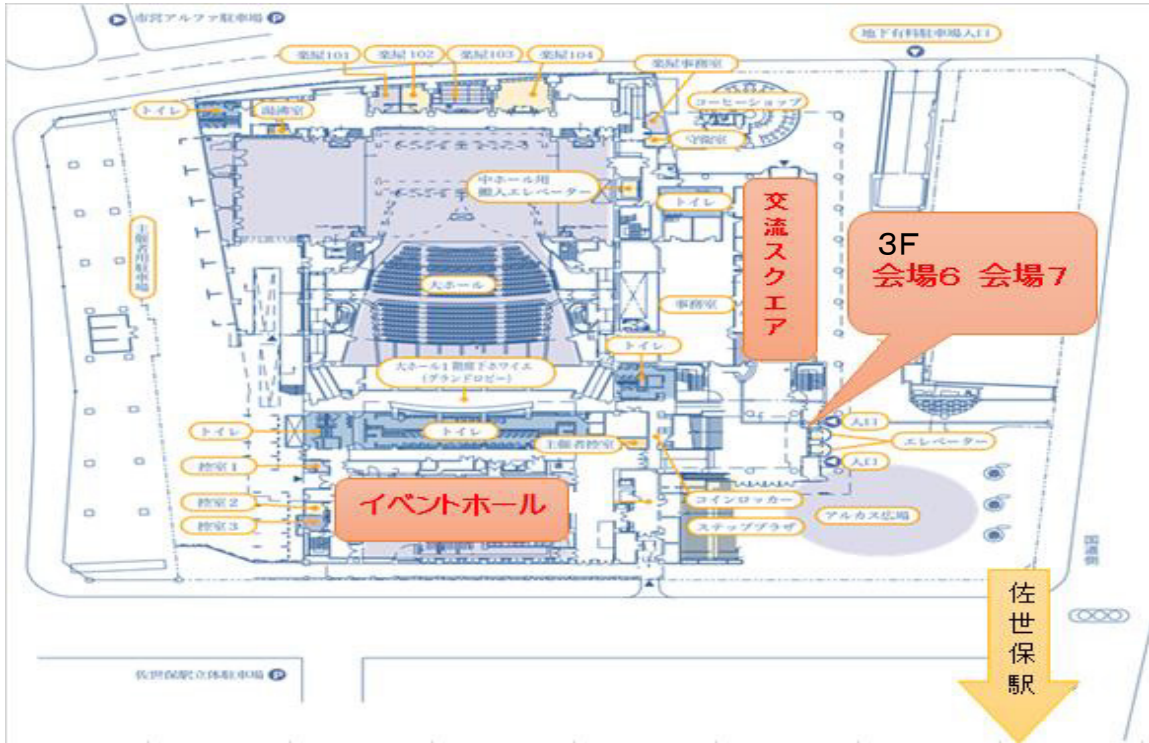 市営アルファ駐車場 P
地下有料駐車場入口
楽屋101
楽屋102
楽屋103
楽屋104
楽屋事務室
トイレ
湯沸室
コーヒーショップ
守衛室
中ホール用
搬入エレベーター
トイレ
交流スクエア
3F
会場6 会場7
主催者用駐車場
大ホール
事務室
トイレ
大ホール1階席下ホワイエ
(グランドロビー)
トイレ
トイレ
主催者控室
入口
エレベーター
入口
控室1
控室2
控室3
イベントホール
コインロッカー
ステッププラザ
アルカス広場
国道側
佐世保駅
佐世保駅立体駐車場 P